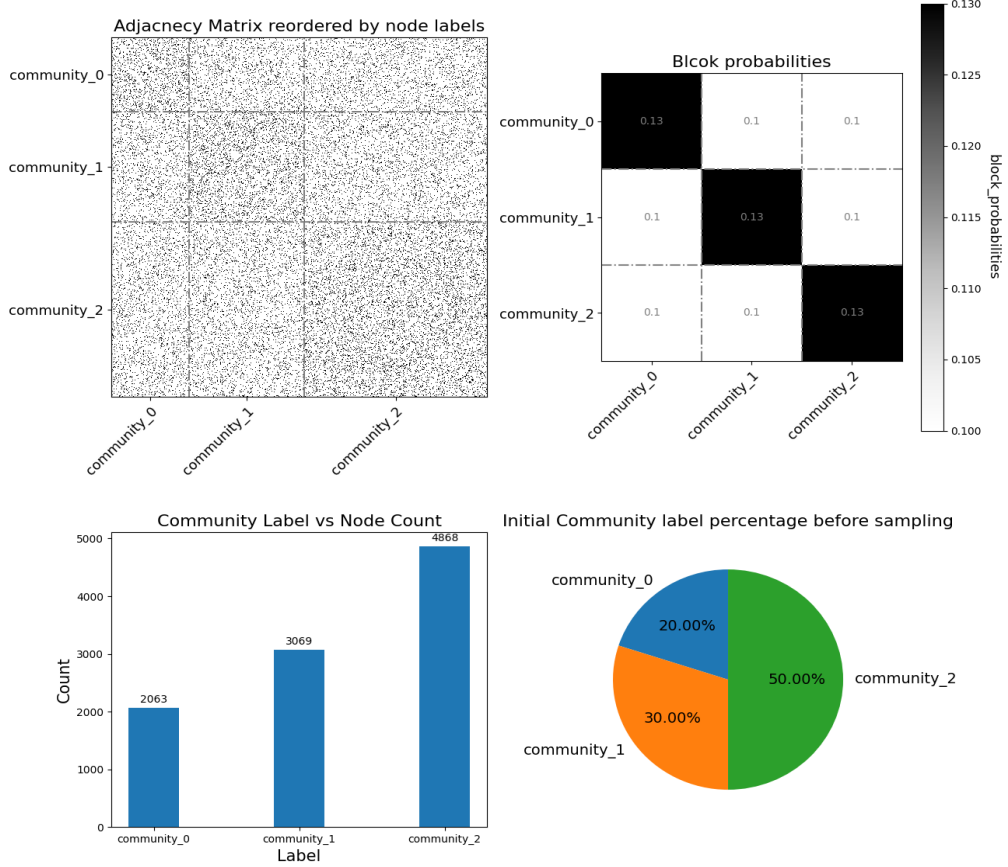 Adjacnecy Matrix reordered by node labels
community_0
community_1
community_2
community_0
community_1
community_2
Blcok probabilities
community_0
community_1
community_2
0.13 0.1 0.1
0.1 0.13 0.1
0.1 0.1 0.13
community_0
community_1
community_2
0.130
0.125
0.120
0.115
0.110
0.105
0.100
block_probabilities
Community Label vs Node Count
Count
5000
4000
3000
2000
1000
0
2063
3069
4868
community_0 community_1 community_2
Label
Initial Community label percentage before sampling
community_0
20.00%
community_1
30.00%
community_2
50.00%